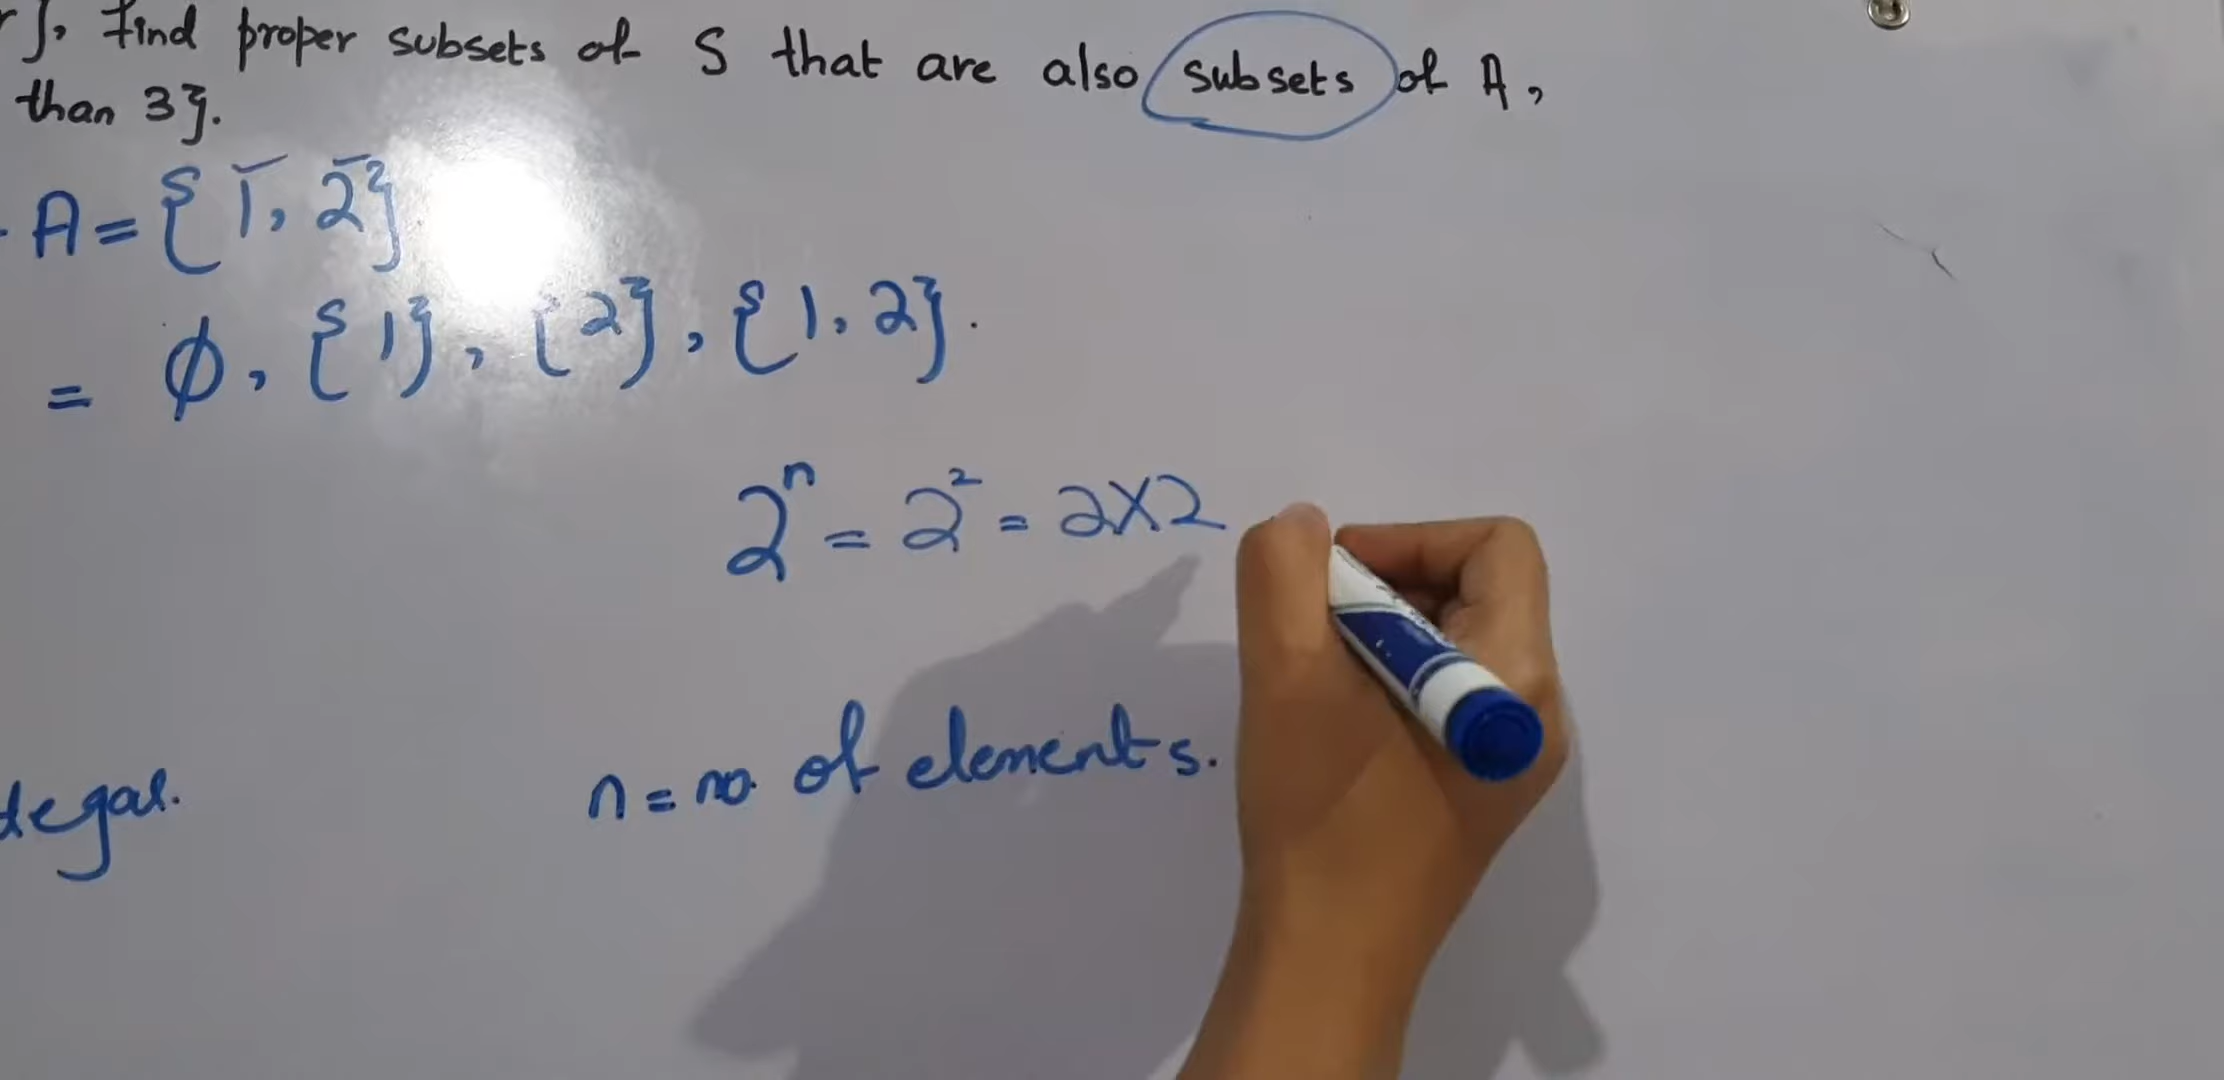 }, Find proper subsets of S that are also subsets of A,
than 3}.
A = {1, 2}
= ϕ, {1}, {2}, {1, 2}.
2ⁿ = 2² = 2×2
n = no. of elements.